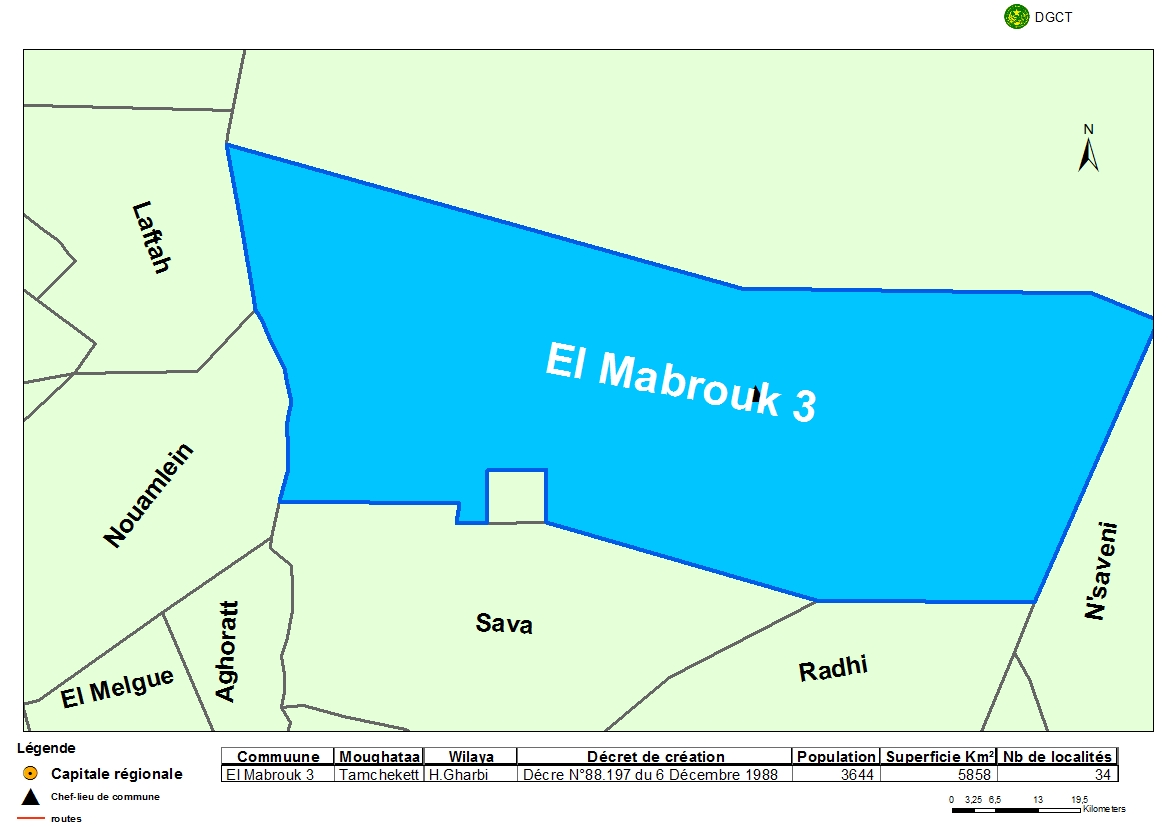 DGCT
N
Laftah
El Mabrouk 3
Nouamlein
N'saveni
Sava
Aghoratt
Radhi
El Melgue
Légende
Capitale régionale
Chef-lieu de commune
routes
Commuune Moughataa Wilaya Décret de création Population Superficie Km² Nb de localités
El Mabrouk 3 Tamchekett H.Gharbi Décre N°88.197 du 6 Décembre 1988 3644 5858 34
0 3,25 6,5 13 19,5
Kilometers